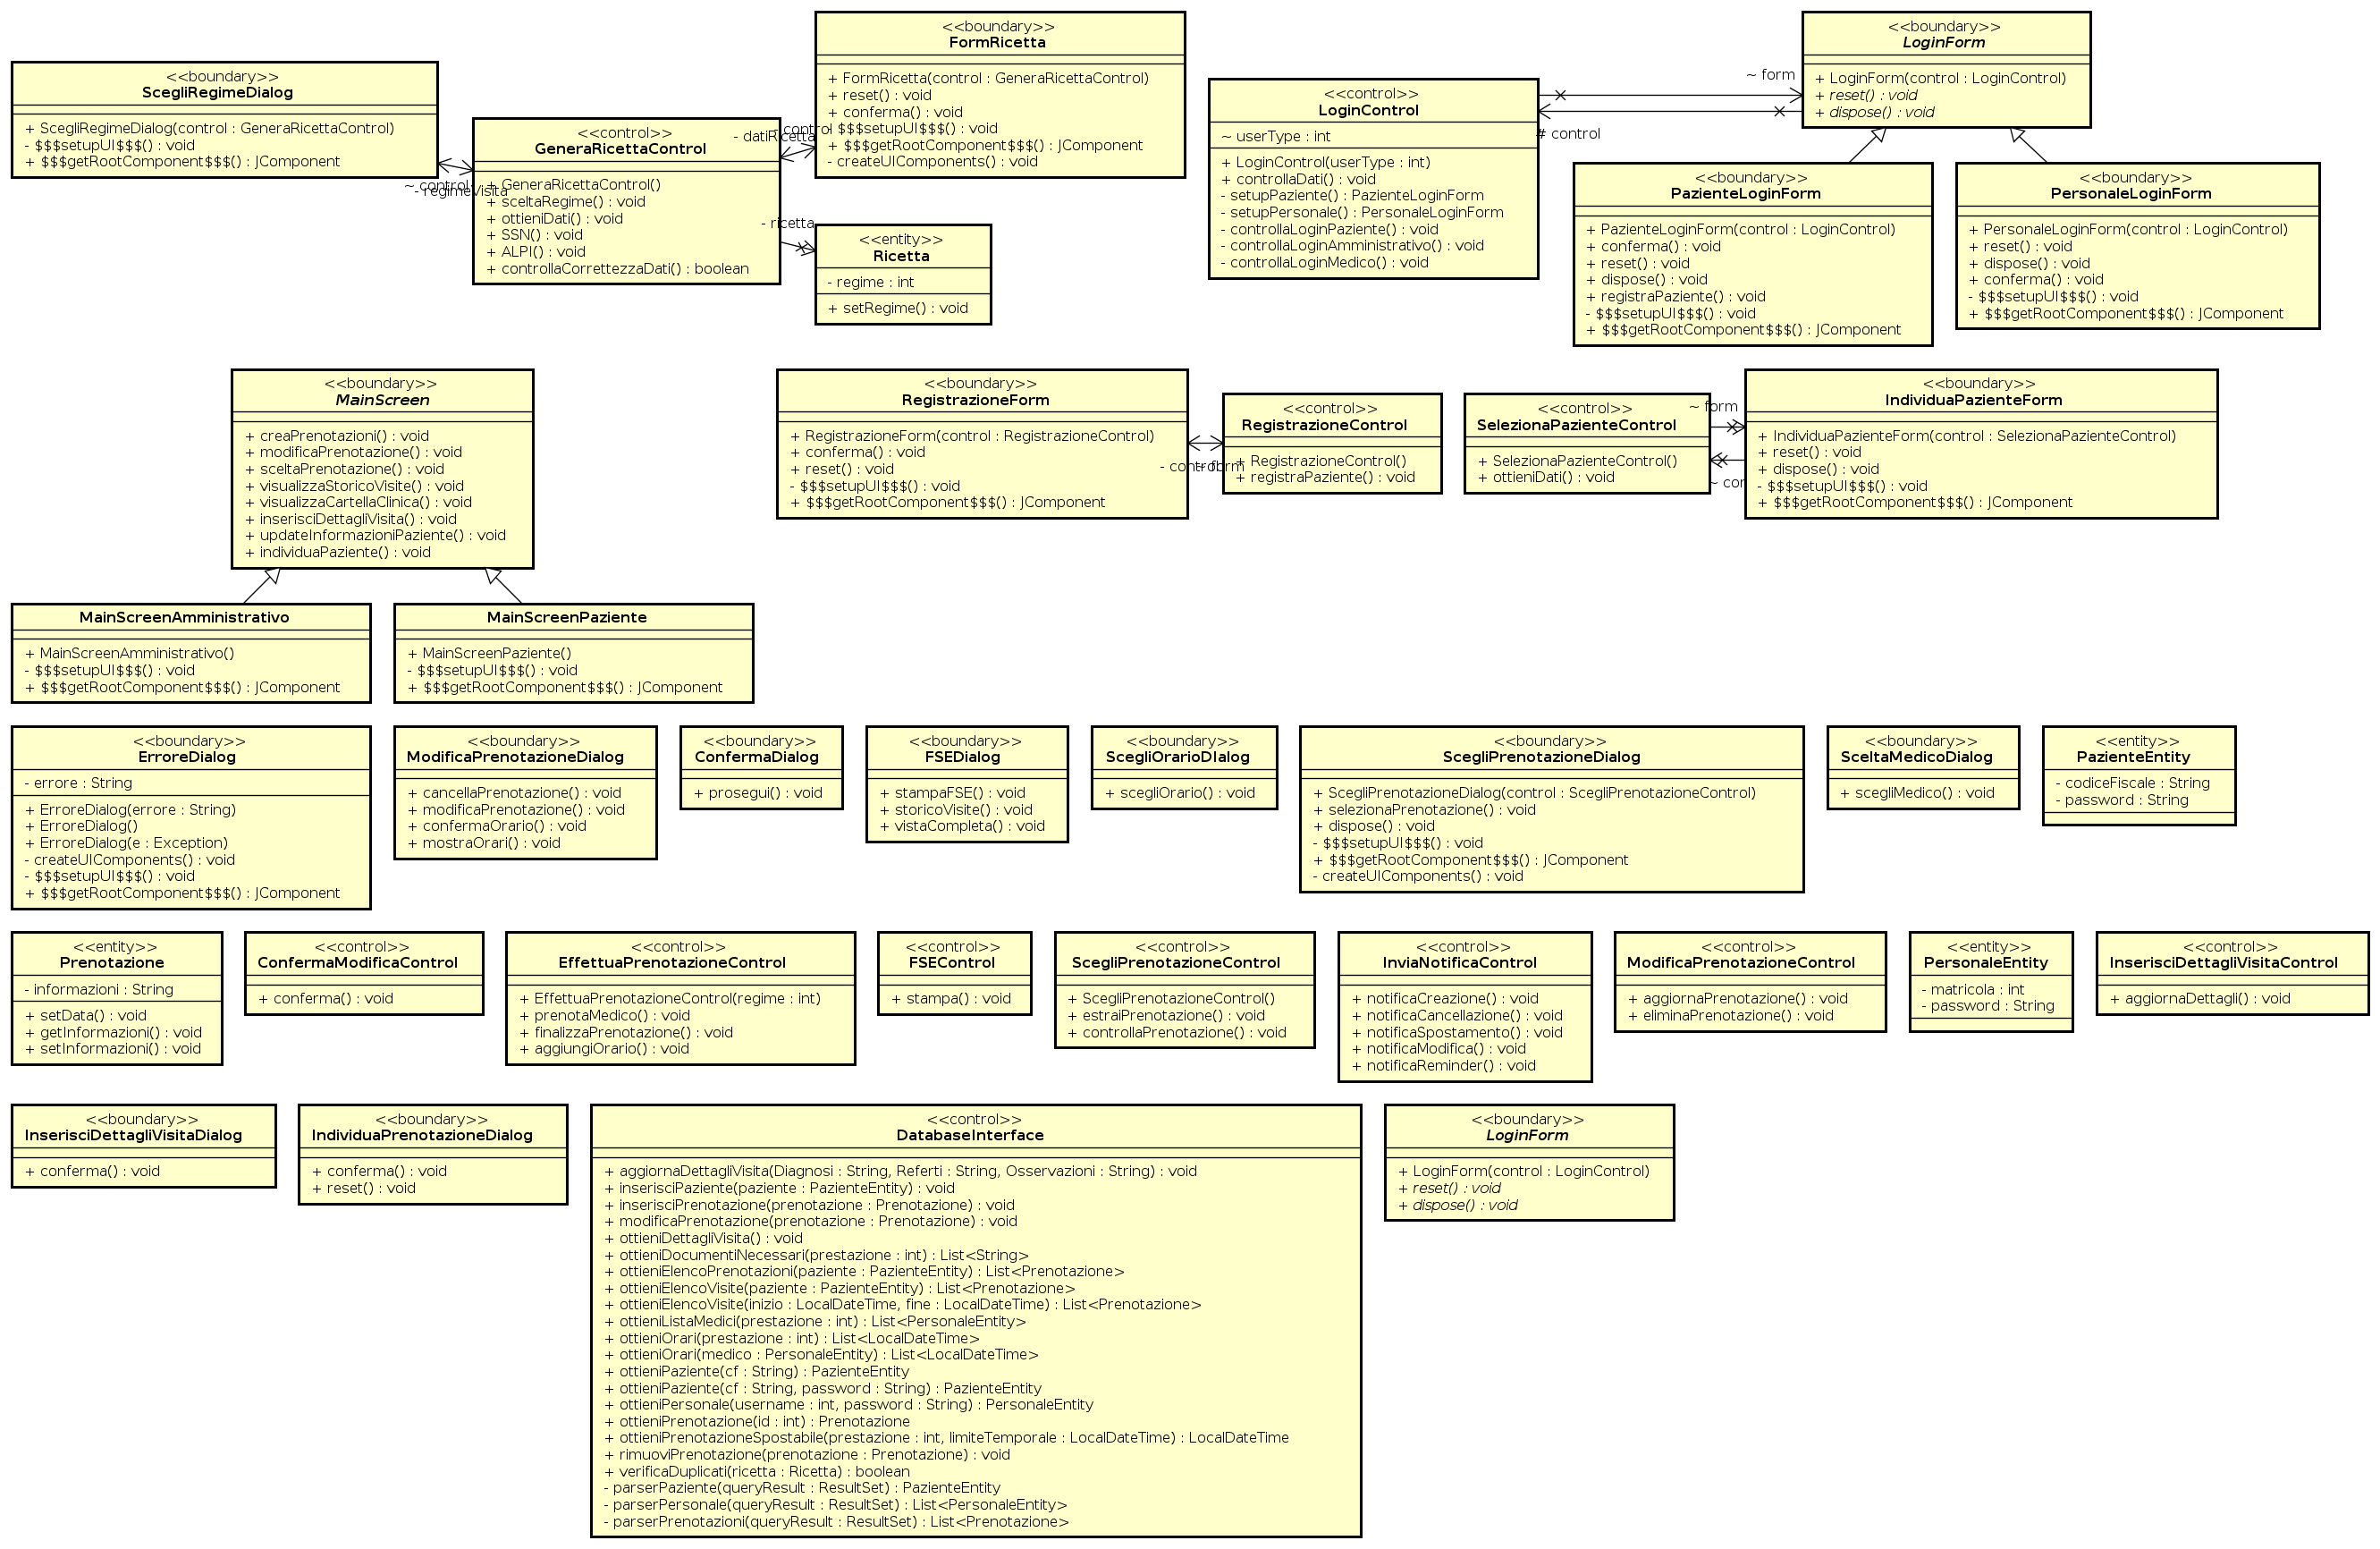 <<boundary>>
ScegliRegimeDialog
+ ScegliRegimeDialog(control : GeneraRicettaControl)
- $$$setupUI$$$() : void
+ $$$getRootComponent$$$() : JComponent
<<control>>
GeneraRicettaControl
+ GeneraRicettaControl()
+ sceltaRegime() : void
+ ottieniDati() : void
+ SSN() : void
+ ALPI() : void
+ controllaCorrettezzaDati() : boolean
~ control
- regimeVisita
- datiRicetta
control
- ricetta
<<boundary>>
FormRicetta
+ FormRicetta(control : GeneraRicettaControl)
+ reset() : void
+ conferma() : void
- $$$setupUI$$$() : void
+ $$$getRootComponent$$$() : JComponent
- createUIComponents() : void
<<entity>>
Ricetta
- regime : int
+ setRegime() : void
<<control>>
LoginControl
~ userType : int
+ LoginControl(userType : int)
+ controllaDati() : void
- setupPaziente() : PazienteLoginForm
- setupPersonale() : PersonaleLoginForm
- controllaLoginPaziente() : void
- controllaLoginAmministrativo() : void
- controllaLoginMedico() : void
~ form
# control
<<boundary>>
LoginForm
+ LoginForm(control : LoginControl)
+ reset() : void
+ dispose() : void
<<boundary>>
PazienteLoginForm
+ PazienteLoginForm(control : LoginControl)
+ conferma() : void
+ reset() : void
+ dispose() : void
+ registraPaziente() : void
- $$$setupUI$$$() : void
+ $$$getRootComponent$$$() : JComponent
<<boundary>>
PersonaleLoginForm
+ PersonaleLoginForm(control : LoginControl)
+ reset() : void
+ dispose() : void
+ conferma() : void
- $$$setupUI$$$() : void
+ $$$getRootComponent$$$() : JComponent
<<boundary>>
MainScreen
+ creaPrenotazioni() : void
+ modificaPrenotazione() : void
+ sceltaPrenotazione() : void
+ visualizzaStoricoVisite() : void
+ visualizzaCartellaClinica() : void
+ inserisciDettagliVisita() : void
+ updateInformazioniPaziente() : void
+ individuaPaziente() : void
<<boundary>>
RegistrazioneForm
+ RegistrazioneForm(control : RegistrazioneControl)
+ conferma() : void
+ reset() : void
- $$$setupUI$$$() : void
+ $$$getRootComponent$$$() : JComponent
- control
form
<<control>>
RegistrazioneControl
+ RegistrazioneControl()
+ registraPaziente() : void
<<control>>
SelezionaPazienteControl
+ SelezionaPazienteControl()
+ ottieniDati() : void
~ form
~ cor
<<boundary>>
IndividuaPazienteForm
+ IndividuaPazienteForm(control : SelezionaPazienteControl)
+ reset() : void
+ dispose() : void
- $$$setupUI$$$() : void
+ $$$getRootComponent$$$() : JComponent
MainScreenAmministrativo
+ MainScreenAmministrativo()
- $$$setupUI$$$() : void
+ $$$getRootComponent$$$() : JComponent
MainScreenPaziente
+ MainScreenPaziente()
- $$$setupUI$$$() : void
+ $$$getRootComponent$$$() : JComponent
<<boundary>>
ErroreDialog
- errore : String
+ ErroreDialog(errore : String)
+ ErroreDialog()
+ ErroreDialog(e : Exception)
- createUIComponents() : void
- $$$setupUI$$$() : void
+ $$$getRootComponent$$$() : JComponent
<<boundary>>
ModificaPrenotazioneDialog
+ cancellaPrenotazione() : void
+ modificaPrenotazione() : void
+ confermaOrario() : void
+ mostraOrari() : void
<<boundary>>
ConfermaDialog
+ prosegui() : void
<<boundary>>
FSEDialog
+ stampaFSE() : void
+ storicoVisite() : void
+ vistaCompleta() : void
<<boundary>>
ScegliOrarioDIalog
+ scegliOrario() : void
<<boundary>>
ScegliPrenotazioneDialog
+ ScegliPrenotazioneDialog(control : ScegliPrenotazioneControl)
+ selezionaPrenotazione() : void
+ dispose() : void
- $$$setupUI$$$() : void
+ $$$getRootComponent$$$() : JComponent
- createUIComponents() : void
<<boundary>>
SceltaMedicoDialog
+ scegliMedico() : void
<<entity>>
PazienteEntity
- codiceFiscale : String
- password : String
<<entity>>
Prenotazione
- informazioni : String
+ setData() : void
+ getInformazioni() : void
+ setInformazioni() : void
<<control>>
ConfermaModificaControl
+ conferma() : void
<<control>>
EffettuaPrenotazioneControl
+ EffettuaPrenotazioneControl(regime : int)
+ prenotaMedico() : void
+ finalizzaPrenotazione() : void
+ aggiungiOrario() : void
<<control>>
FSEControl
+ stampa() : void
<<control>>
ScegliPrenotazioneControl
+ ScegliPrenotazioneControl()
+ estraiPrenotazione() : void
+ controllaPrenotazione() : void
<<control>>
InviaNotificaControl
+ notificaCreazione() : void
+ notificaCancellazione() : void
+ notificaSpostamento() : void
+ notificaModifica() : void
+ notificaReminder() : void
<<control>>
ModificaPrenotazioneControl
+ aggiornaPrenotazione() : void
+ eliminaPrenotazione() : void
<<entity>>
PersonaleEntity
- matricola : int
- password : String
<<control>>
InserisciDettagliVisitaControl
+ aggiornaDettagli() : void
<<boundary>>
InserisciDettagliVisitaDialog
+ conferma() : void
<<boundary>>
IndividuaPrenotazioneDialog
+ conferma() : void
+ reset() : void
<<control>>
DatabaseInterface
+ aggiornaDettagliVisita(Diagnosi : String, Referti : String, Osservazioni : String) : void
+ inserisciPaziente(paziente : PazienteEntity) : void
+ inserisciPrenotazione(prenotazione : Prenotazione) : void
+ modificaPrenotazione(prenotazione : Prenotazione) : void
+ ottieniDettagliVisita() : void
+ ottieniDocumentiNecessari(prestazione : int) : List<String>
+ ottieniElencoPrenotazioni(paziente : PazienteEntity) : List<Prenotazione>
+ ottieniElencoVisite(paziente : PazienteEntity) : List<Prenotazione>
+ ottieniElencoVisite(inizio : LocalDateTime, fine : LocalDateTime) : List<Prenotazione>
+ ottieniListaMedici(prestazione : int) : List<PersonaleEntity>
+ ottieniOrari(prestazione : int) : List<LocalDateTime>
+ ottieniOrari(medico : PersonaleEntity) : List<LocalDateTime>
+ ottieniPaziente(cf : String) : PazienteEntity
+ ottieniPaziente(cf : String, password : String) : PazienteEntity
+ ottieniPersonale(username : int, password : String) : PersonaleEntity
+ ottieniPrenotazione(id : int) : Prenotazione
+ ottieniPrenotazioneSpostabile(prestazione : int, limiteTemporale : LocalDateTime) : LocalDateTime
+ rimuoviPrenotazione(prenotazione : Prenotazione) : void
+ verificaDuplicati(ricetta : Ricetta) : boolean
- parserPaziente(queryResult : ResultSet) : PazienteEntity
- parserPersonale(queryResult : ResultSet) : List<PersonaleEntity>
- parserPrenotazioni(queryResult : ResultSet) : List<Prenotazione>
<<boundary>>
LoginForm
+ LoginForm(control : LoginControl)
+ reset() : void
+ dispose() : void